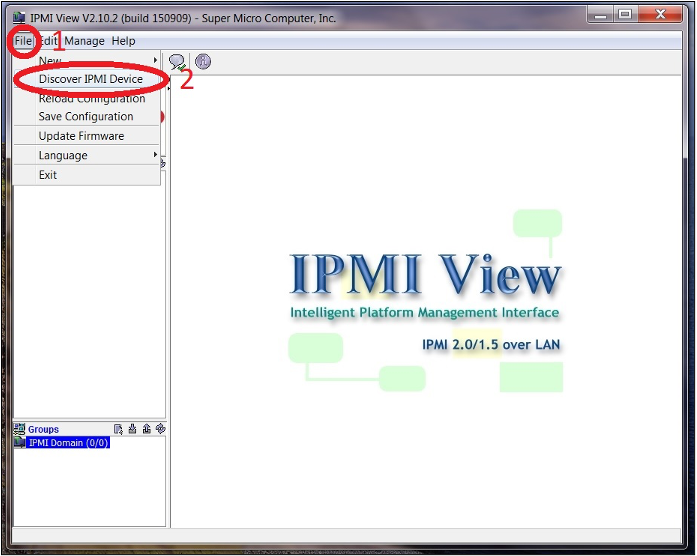 IPMI View V2.10.2 (build 150909) - Super Micro Computer, Inc.
File Edit Manage Help
1
New
Discover IPMI Device
2
Reload Configuration
Save Configuration
Update Firmware
Language
Exit
IPMI View
Intelligent Platform Management Interface
IPMI 2.0/1.5 over LAN
Groups
IPMI Domain (0/0)